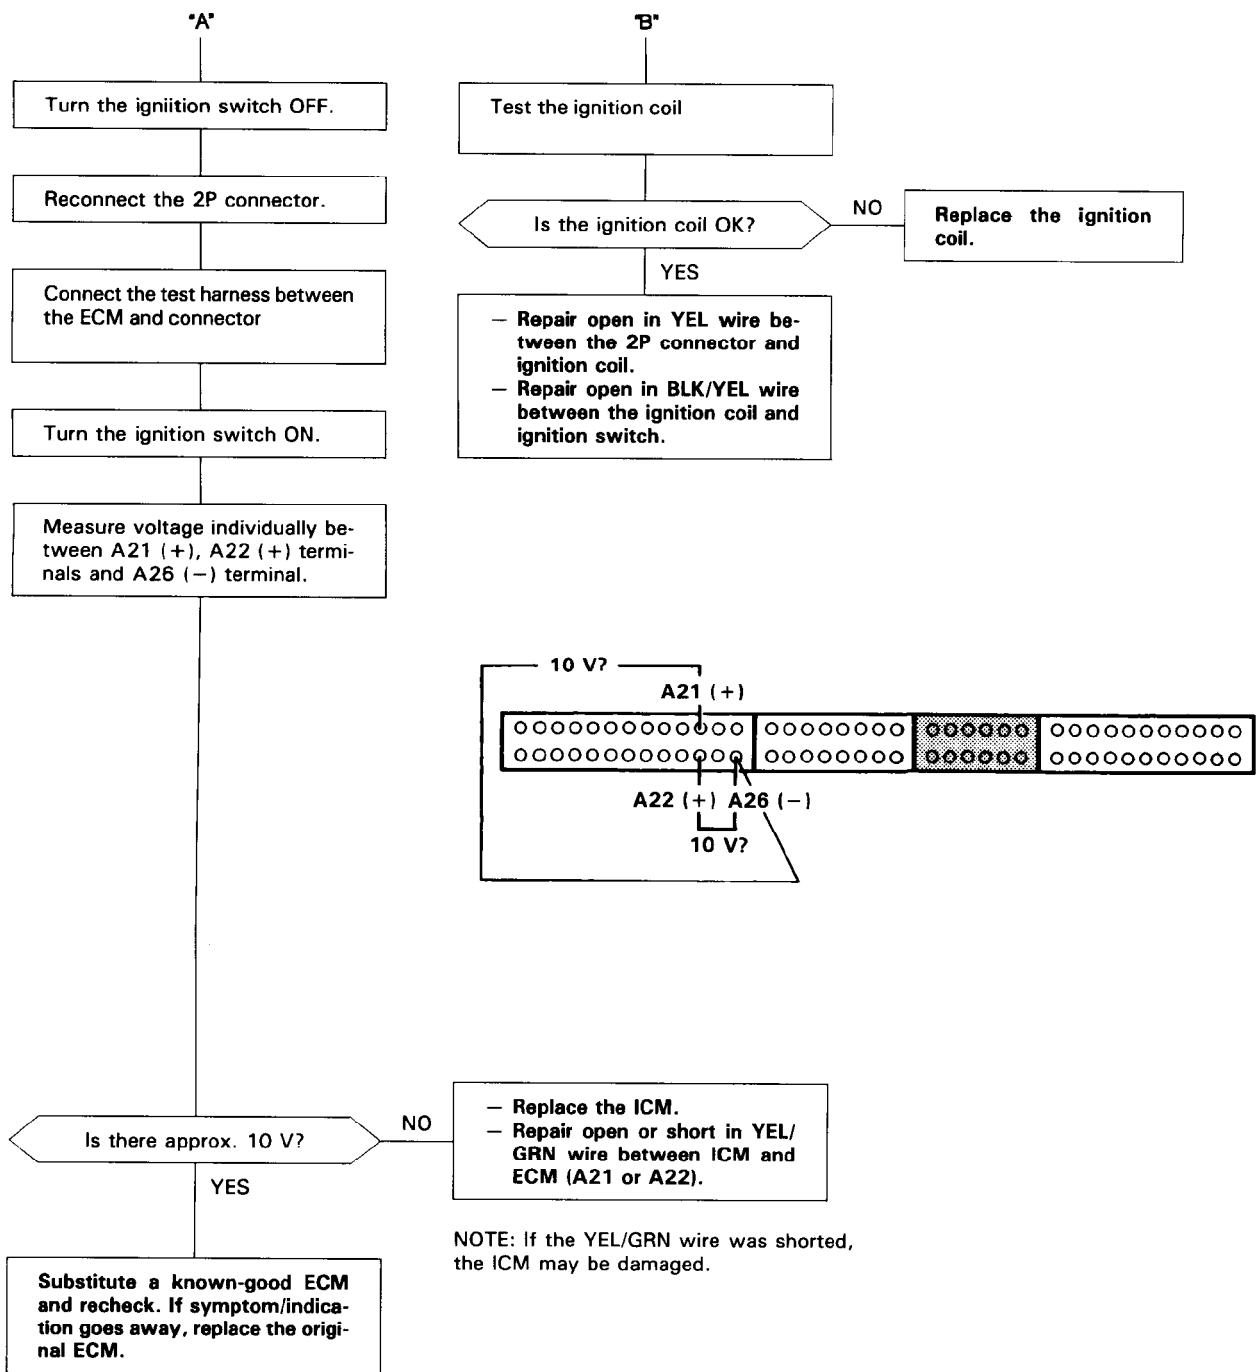 "A"
Turn the igniition switch OFF.
Reconnect the 2P connector.
Connect the test harness between
the ECM and connector
Turn the ignition switch ON.
Measure voltage individually be-
tween A21 (+), A22 (+) termi-
nals and A26 (−) terminal.
"B"
Test the ignition coil
Is the ignition coil OK?
NO
Replace the ignition
coil.
YES
— Repair open in YEL wire be-
tween the 2P connector and
ignition coil.
— Repair open in BLK/YEL wire
between the ignition coil and
ignition switch.
10 V?
A21 (+)
A22 (+) A26 (−)
10 V?
Is there approx. 10 V?
NO
— Replace the ICM.
— Repair open or short in YEL/
GRN wire between ICM and
ECM (A21 or A22).
YES
NOTE: If the YEL/GRN wire was shorted,
the ICM may be damaged.
Substitute a known-good ECM
and recheck. If symptom/indica-
tion goes away, replace the origi-
nal ECM.